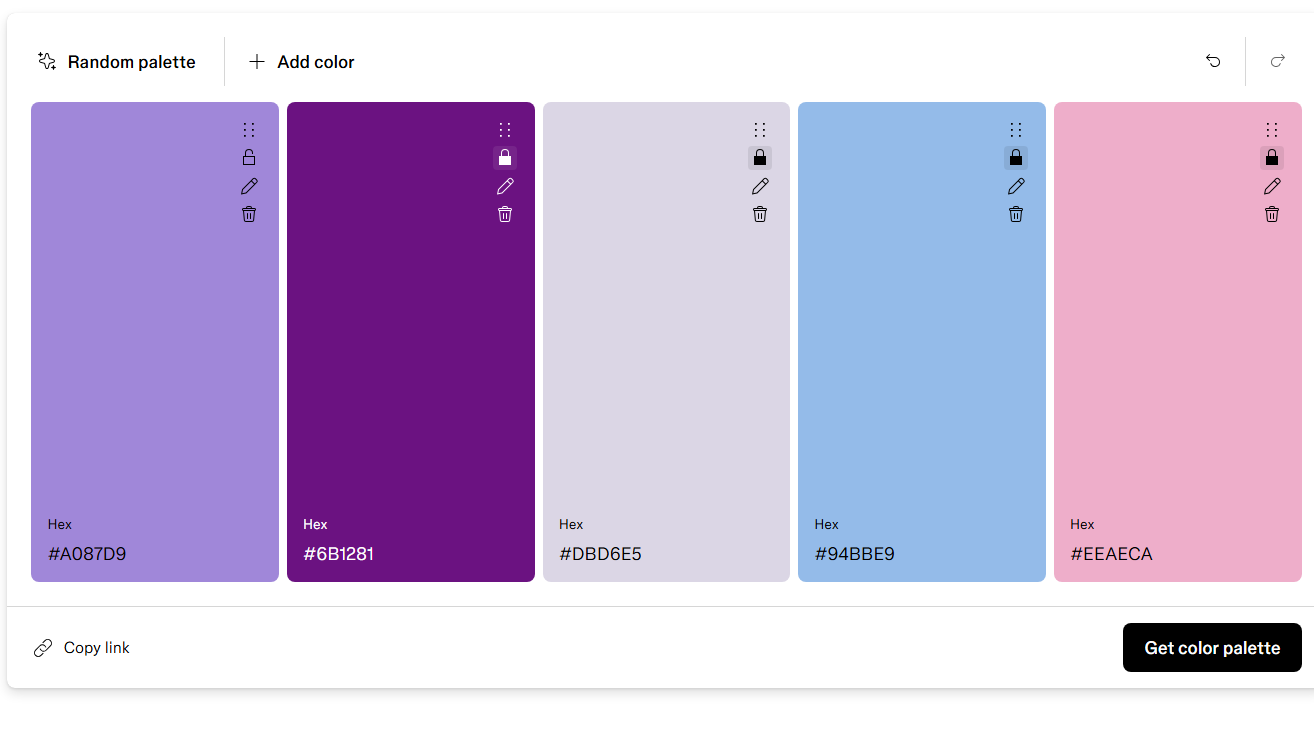 Random palette
Add color
Hex
#A087D9
Hex
#6B1281
Hex
#DBD6E5
Hex
#94BBE9
Hex
#EEAECA
Copy link
Get color palette